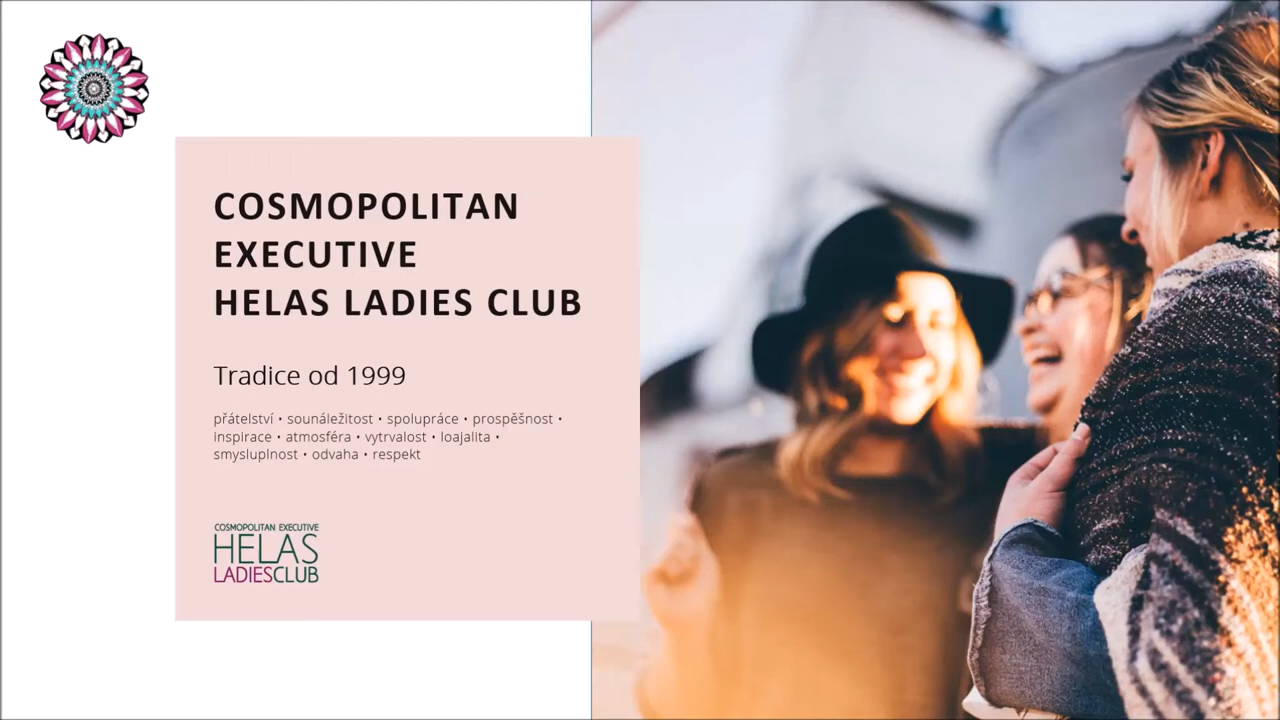 COSMOPOLITAN
EXECUTIVE
HELAS LADIES CLUB
Tradice od 1999
přátelství • sounáležitost • spolupráce • prospěšnost •
inspirace • atmosféra • vytrvalost • loajalita •
smysluplnost • odvaha • respekt
COSMOPOLITAN EXECUTIVE
HELAS
LADIESCLUB